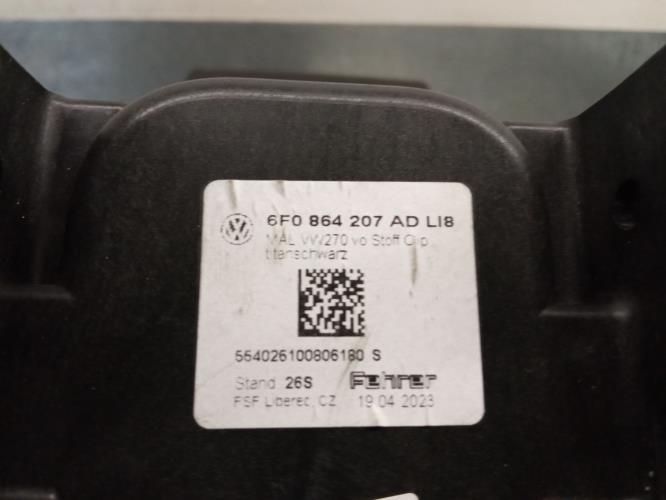 6F0 864 207 AD LI8
MAL VW270 vo Stoff Clip
titanschwarz
564026100806180 S
Stand 26S Fehrer
FSF Liberec, CZ 19.04.2023